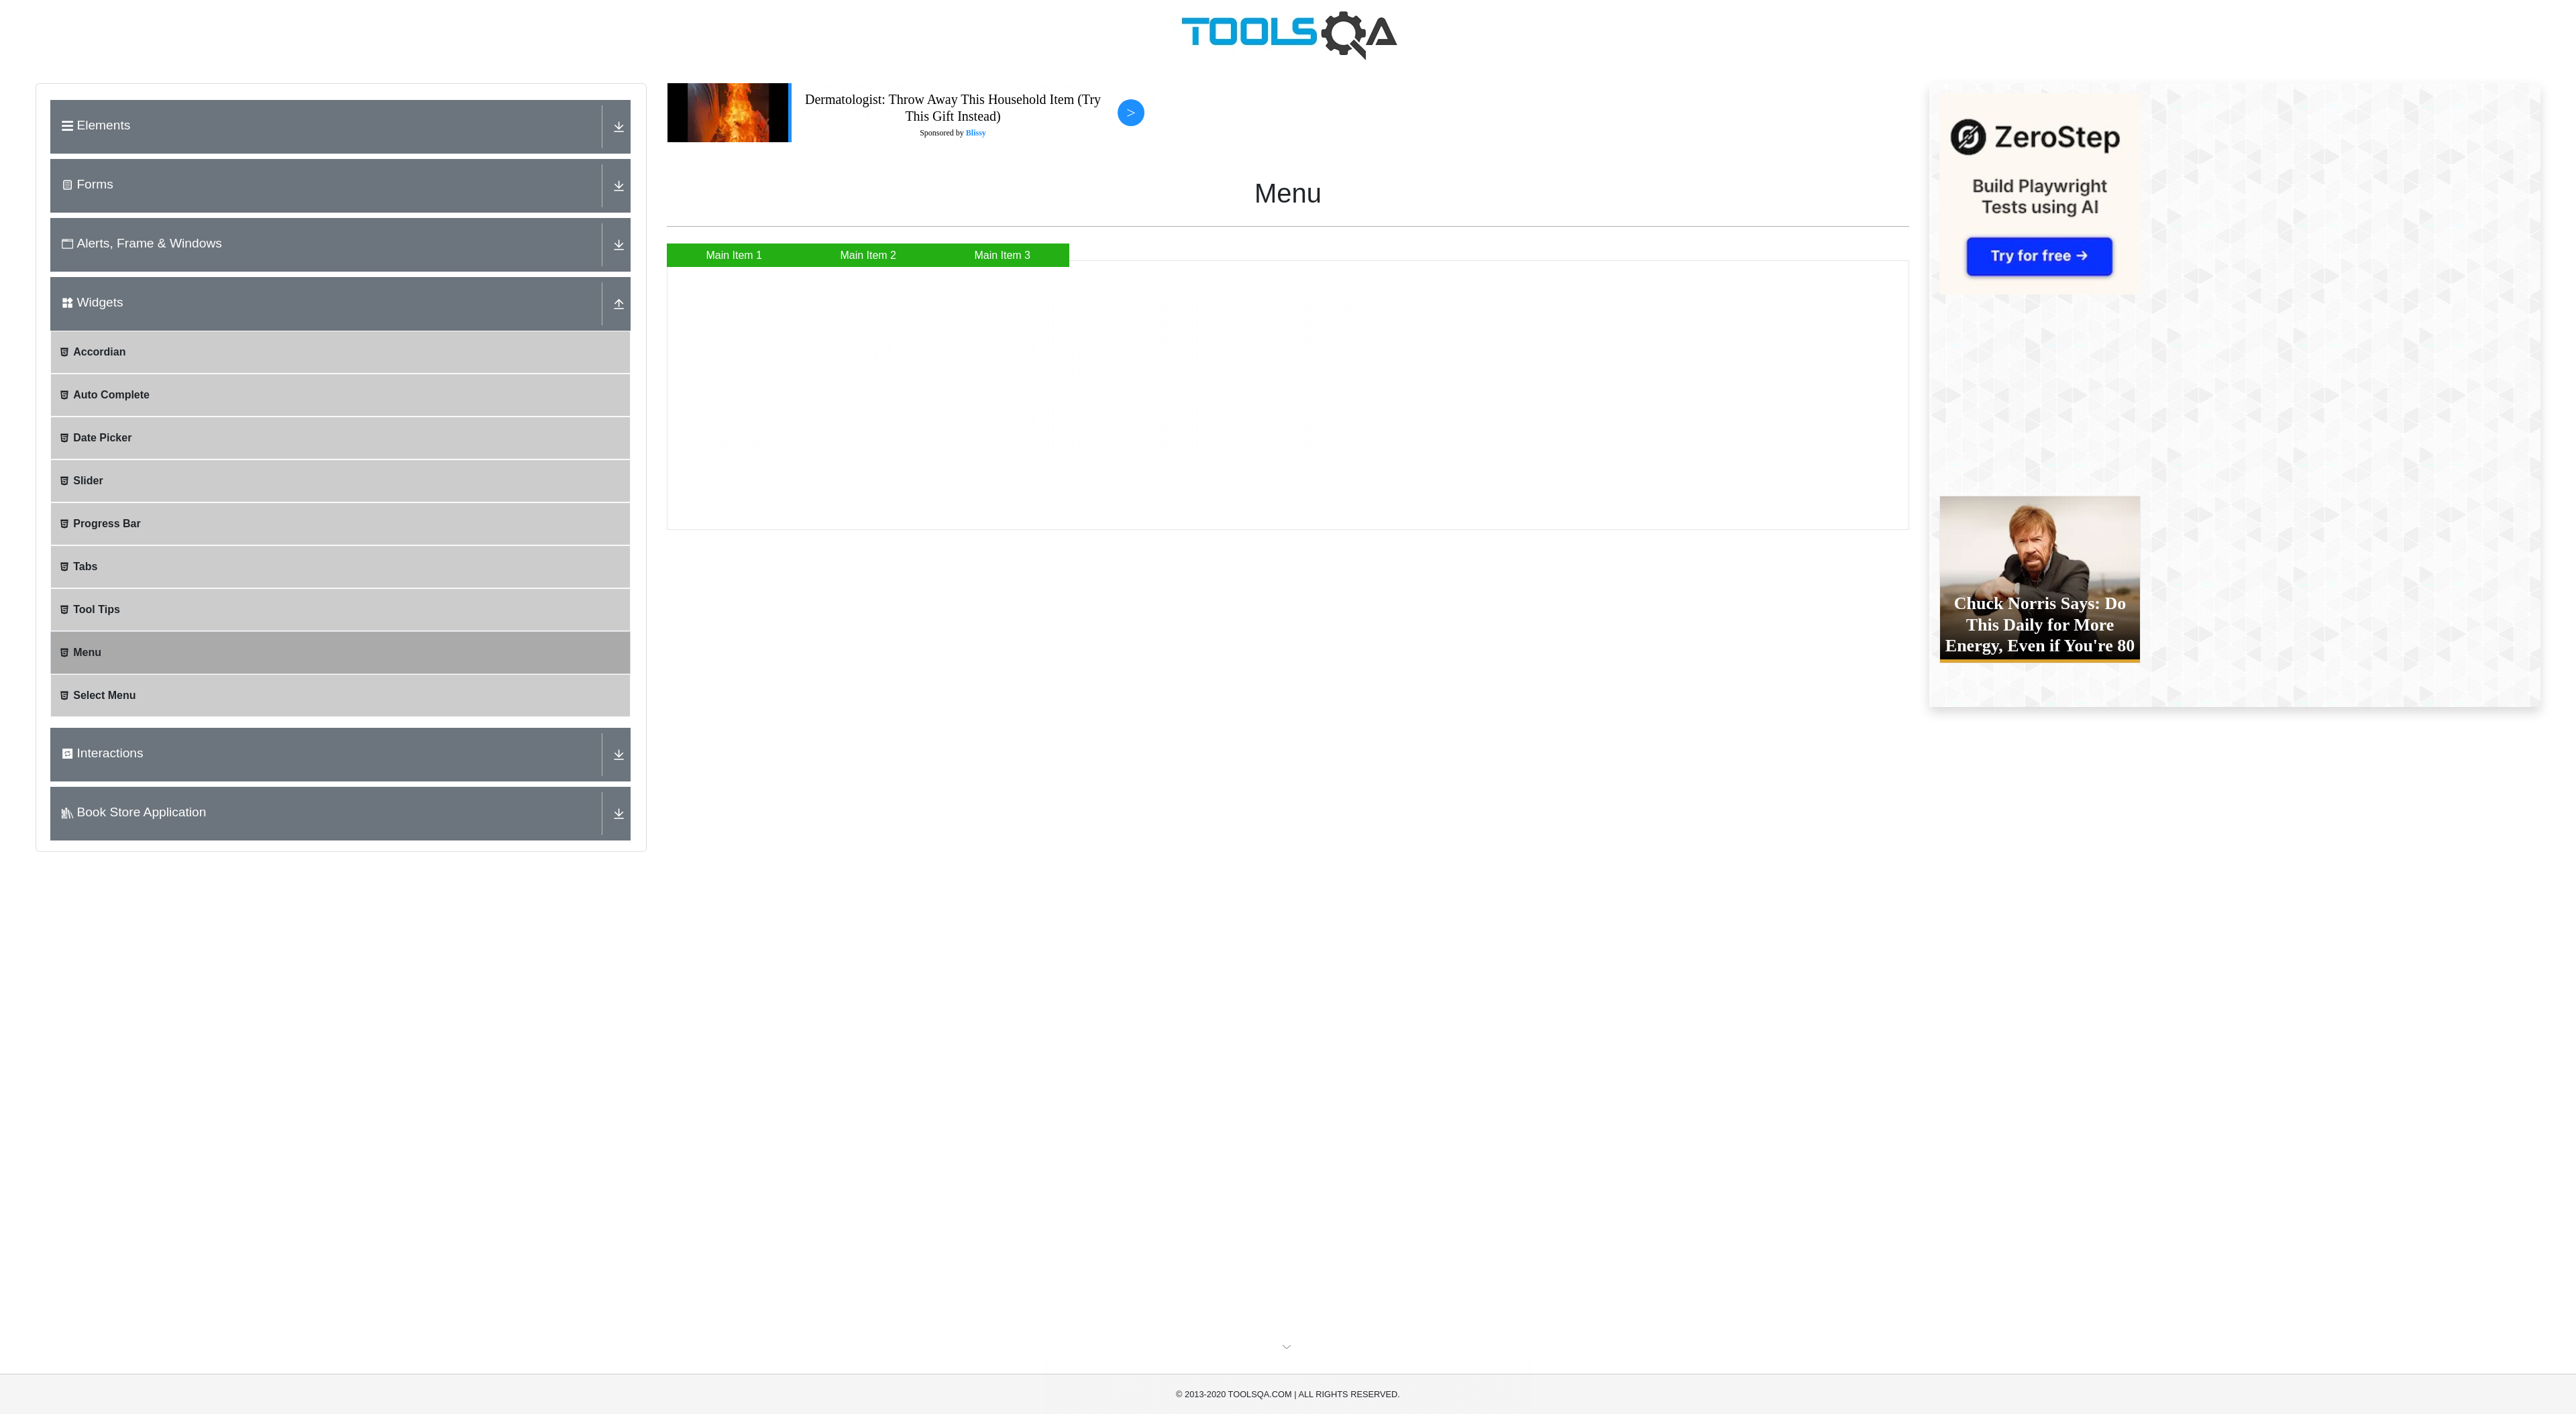 TOOLSQA
Elements
Forms
Alerts, Frame & Windows
Widgets
Accordian
Auto Complete
Date Picker
Slider
Progress Bar
Tabs
Tool Tips
Menu
Select Menu
Interactions
Book Store Application
Dermatologist: Throw Away This Household Item (Try
This Gift Instead)
Sponsored by Blissy
>
Menu
Main Item 1 Main Item 2 Main Item 3
ZeroStep
Build Playwright
Tests using AI
Try for free →
Chuck Norris Says: Do
This Daily for More
Energy, Even if You're 80
© 2013-2020 TOOLSQA.COM | ALL RIGHTS RESERVED.